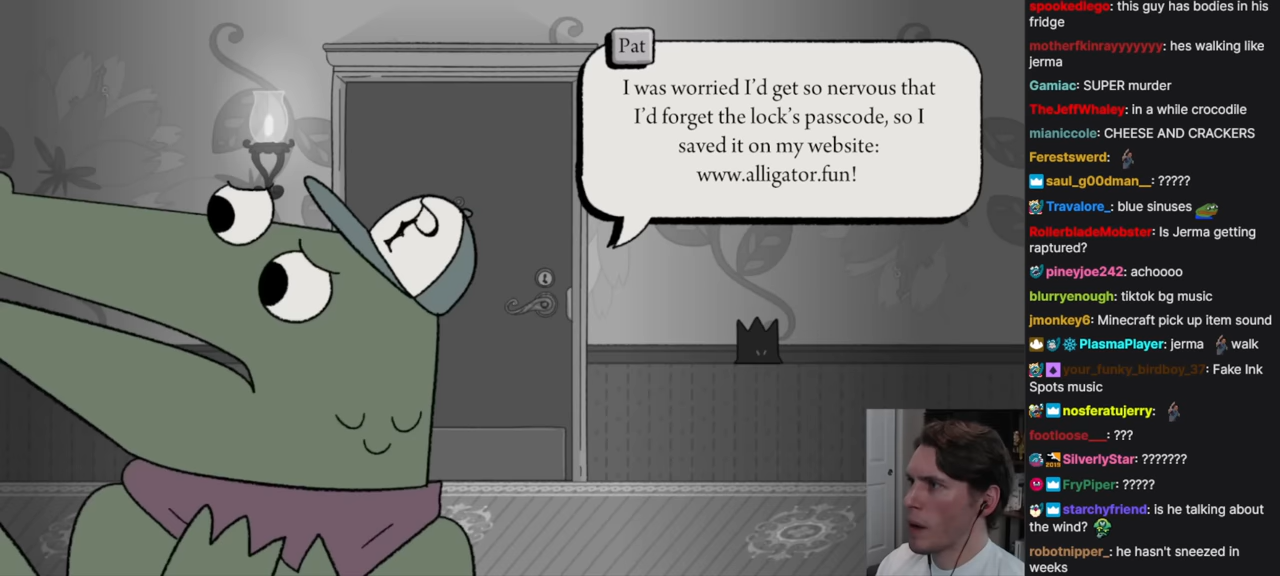 Pat
I was worried I'd get so nervous that
I'd forget the lock's passcode, so I
saved it on my website:
www.alligator.fun!
P
spookedlego: this guy has bodies in his
fridge
motherfkinrayyyyyyy: hes walking like
jerma
Gamiac: SUPER murder
TheJeffWhaley: in a while crocodile
mianiccole: CHEESE AND CRACKERS
Ferestswerd:
saul_g00dman__: ?????
Travalore_: blue sinuses
RollerbladeMobster: Is Jerma getting
raptured?
pineyjoe242: achoooo
blurryenough: tiktok bg music
jmonkey6: Minecraft pick up item sound
PlasmaPlayer: jerma walk
your_funky_birdboy_37: Fake Ink
Spots music
nosferatujerry:
footloose___: ???
2019 SilverlyStar: ???????
FryPiper: ?????
starchyfriend: is he talking about
the wind?
robotnipper_: he hasn't sneezed in
weeks